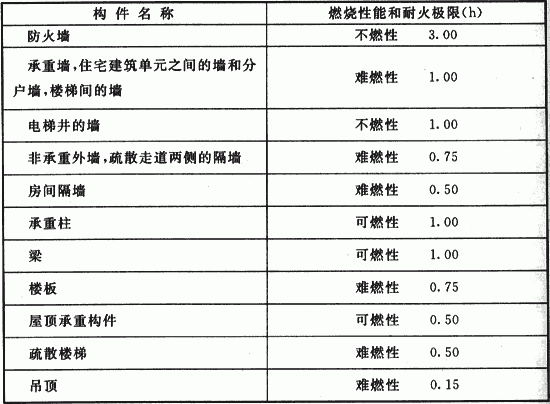 构件名称 燃烧性能和耐火极限(h)
防火墙 不燃性 3.00
承重墙,住宅建筑单元之间的墙和分
户墙,楼梯间的墙 难燃性 1.00
电梯井的墙 不燃性 1.00
非承重外墙,疏散走道两侧的隔墙 难燃性 0.75
房间隔墙 难燃性 0.50
承重柱 可燃性 1.00
梁 可燃性 1.00
楼板 难燃性 0.75
屋顶承重构件 可燃性 0.50
疏散楼梯 难燃性 0.50
吊顶 难燃性 0.15